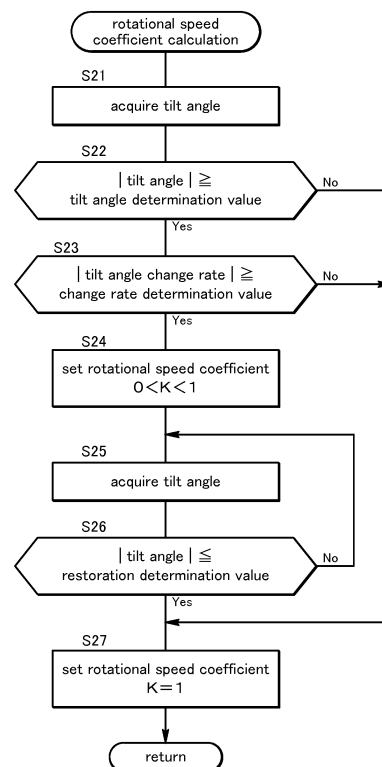 rotational speed
coefficient calculation
S21
acquire tilt angle
S22
| tilt angle | ≧
tilt angle determination value
No
Yes
S23
| tilt angle change rate | ≧
change rate determination value
No
Yes
S24
set rotational speed coefficient
0<K<1
S25
acquire tilt angle
S26
| tilt angle | ≦
restoration determination value
No
Yes
S27
set rotational speed coefficient
K=1
return